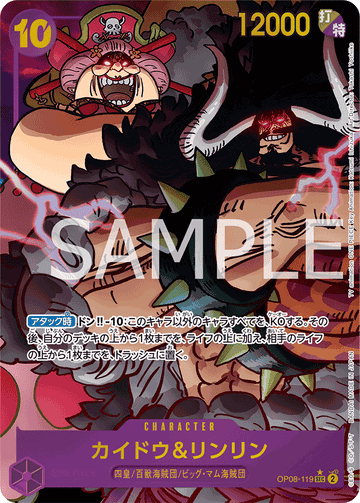 10
12000
打
特
SAMPLE
アタック時 ドン!!-10:このキャラ以外のキャラすべてを、KOする。その
後、自分のデッキの上から1枚までを、ライフの上に加え、相手のライフ
の上から1枚までを、トラッシュに置く。
CHARACTER
カイドウ&リンリン
四皇/百獣海賊団/ビッグ・マム海賊団
OP08-119 SEC 2